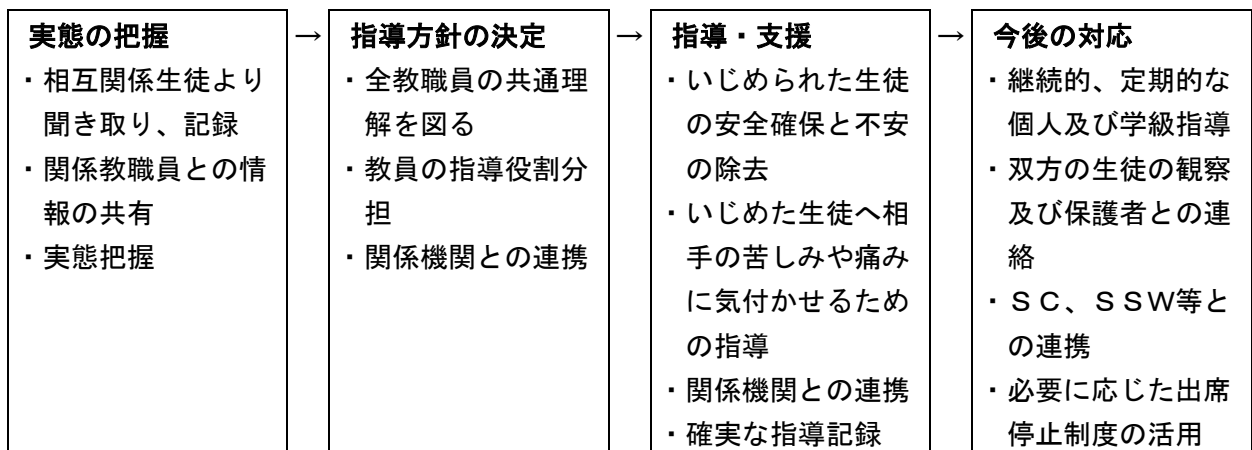 実態の把握
・相互関係生徒より
聞き取り、記録
・関係教職員との情
報の共有
・実態把握
→
指導方針の決定
・全教職員の共通理
解を図る
・教員の指導役割分
担
・関係機関との連携
→
指導・支援
・いじめられた生徒
の安全確保と不安
の除去
・いじめた生徒へ相
手の苦しみや痛み
に気付かせるため
の指導
・関係機関との連携
・確実な指導記録
→
今後の対応
・継続的、定期的な
個人及び学級指導
・双方の生徒の観察
及び保護者との連
絡
・ＳＣ、ＳＳＷ等と
の連携
・必要に応じた出席
停止制度の活用